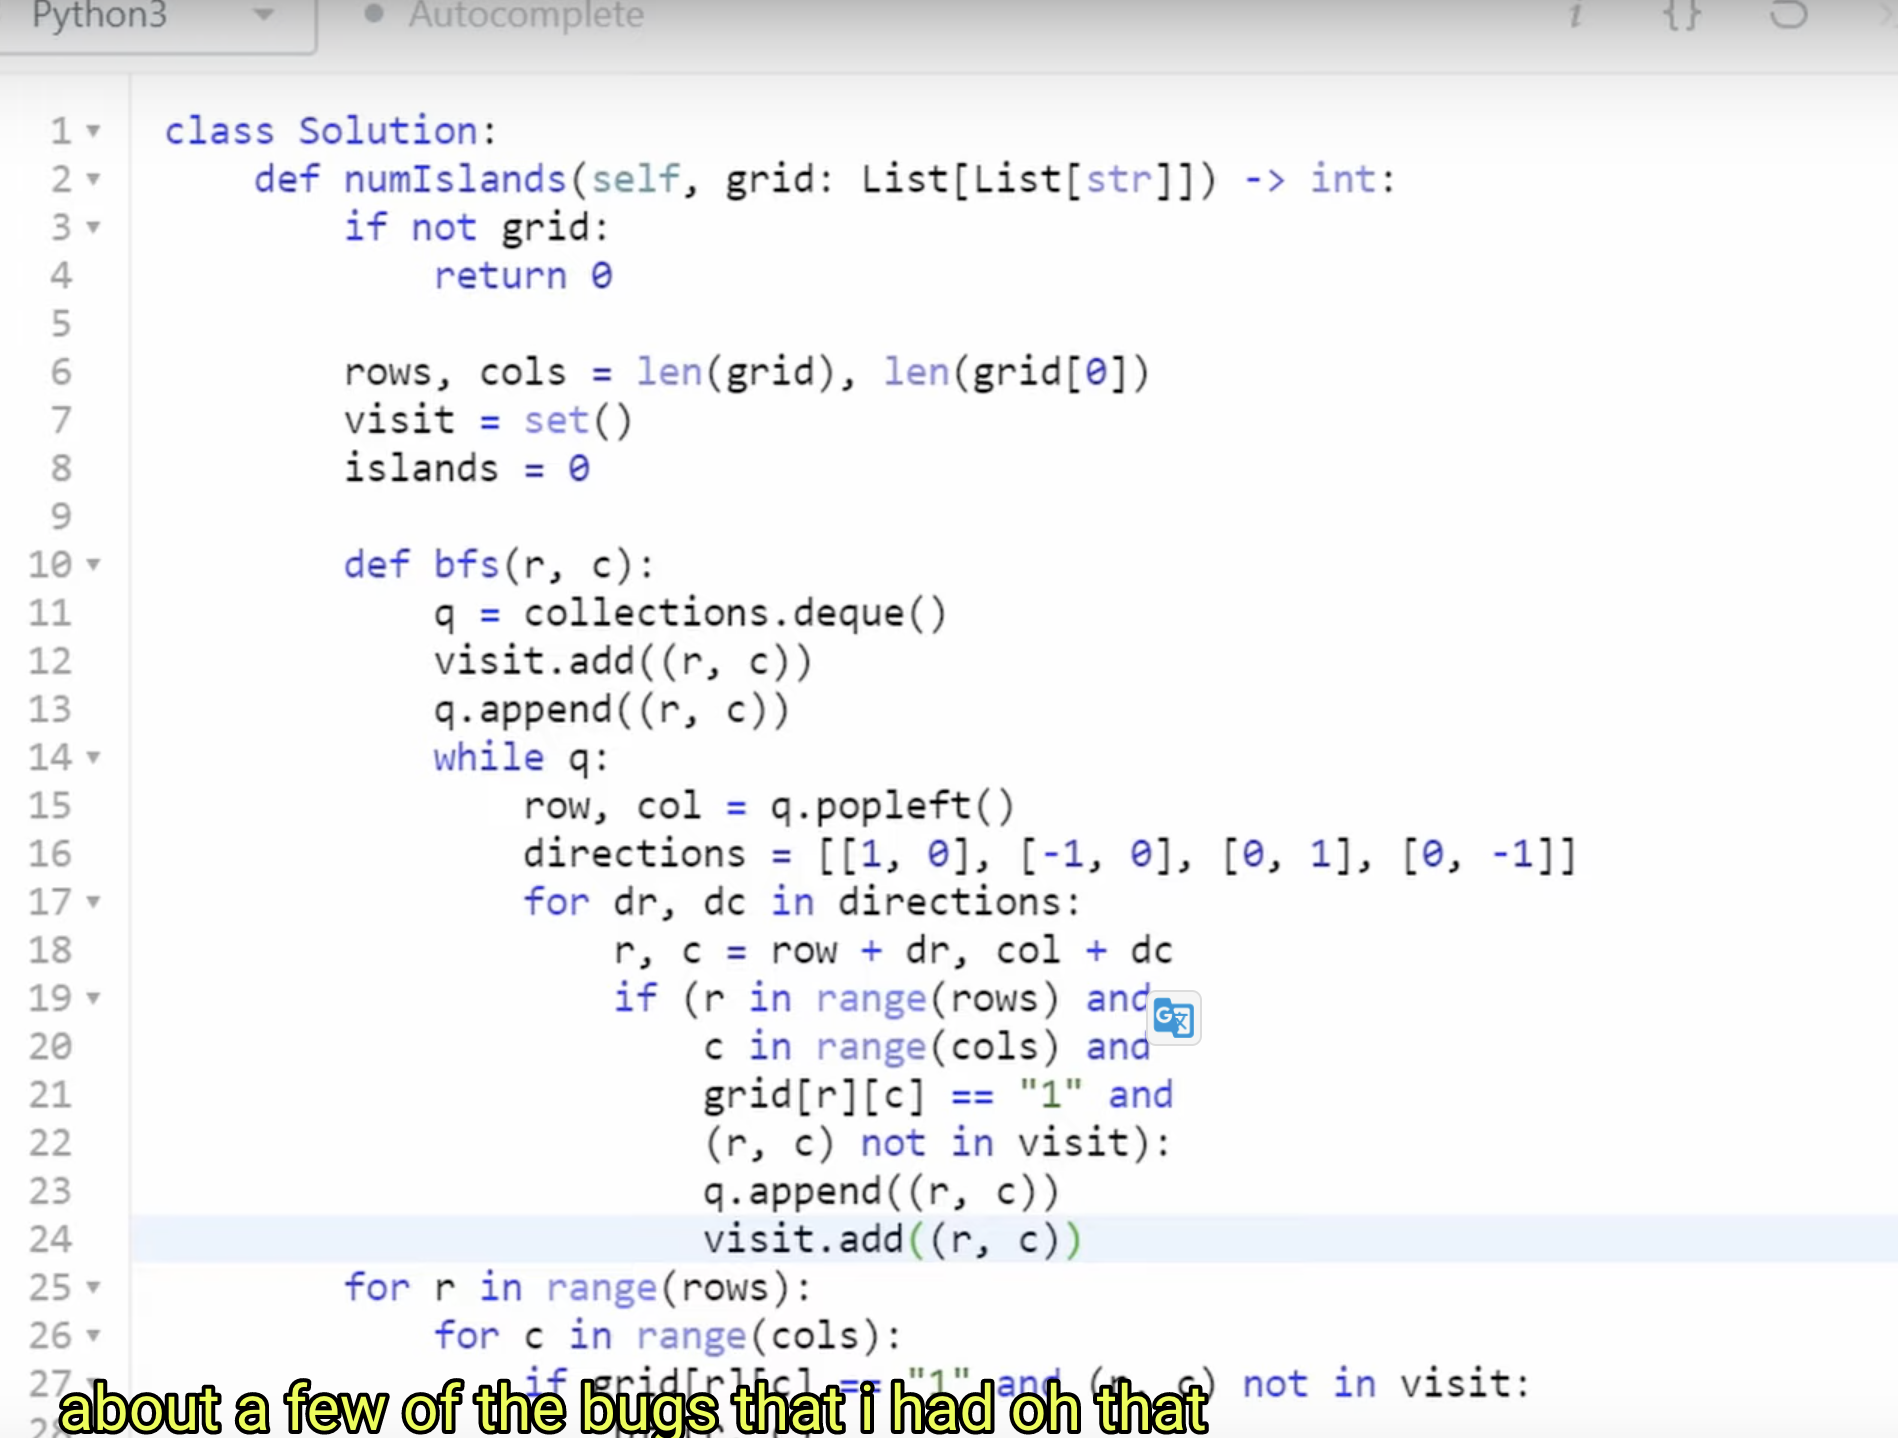 Python3
Autocomplete
i {}
1 class Solution:
2 def numIslands(self, grid: List[List[str]]) -> int:
3 if not grid:
4 return 0
5
6 rows, cols = len(grid), len(grid[0])
7 visit = set()
8 islands = 0
9
10 def bfs(r, c):
11 q = collections.deque()
12 visit.add((r, c))
13 q.append((r, c))
14 while q:
15 row, col = q.popleft()
16 directions = [[1, 0], [-1, 0], [0, 1], [0, -1]]
17 for dr, dc in directions:
18 r, c = row + dr, col + dc
19 if (r in range(rows) and
20 c in range(cols) and
21 grid[r][c] == "1" and
22 (r, c) not in visit):
23 q.append((r, c))
24 visit.add((r, c))
25 for r in range(rows):
26 for c in range(cols):
27 if grid[r][c] == "1" and (r, c) not in visit:
about a few of the bugs that i had oh that